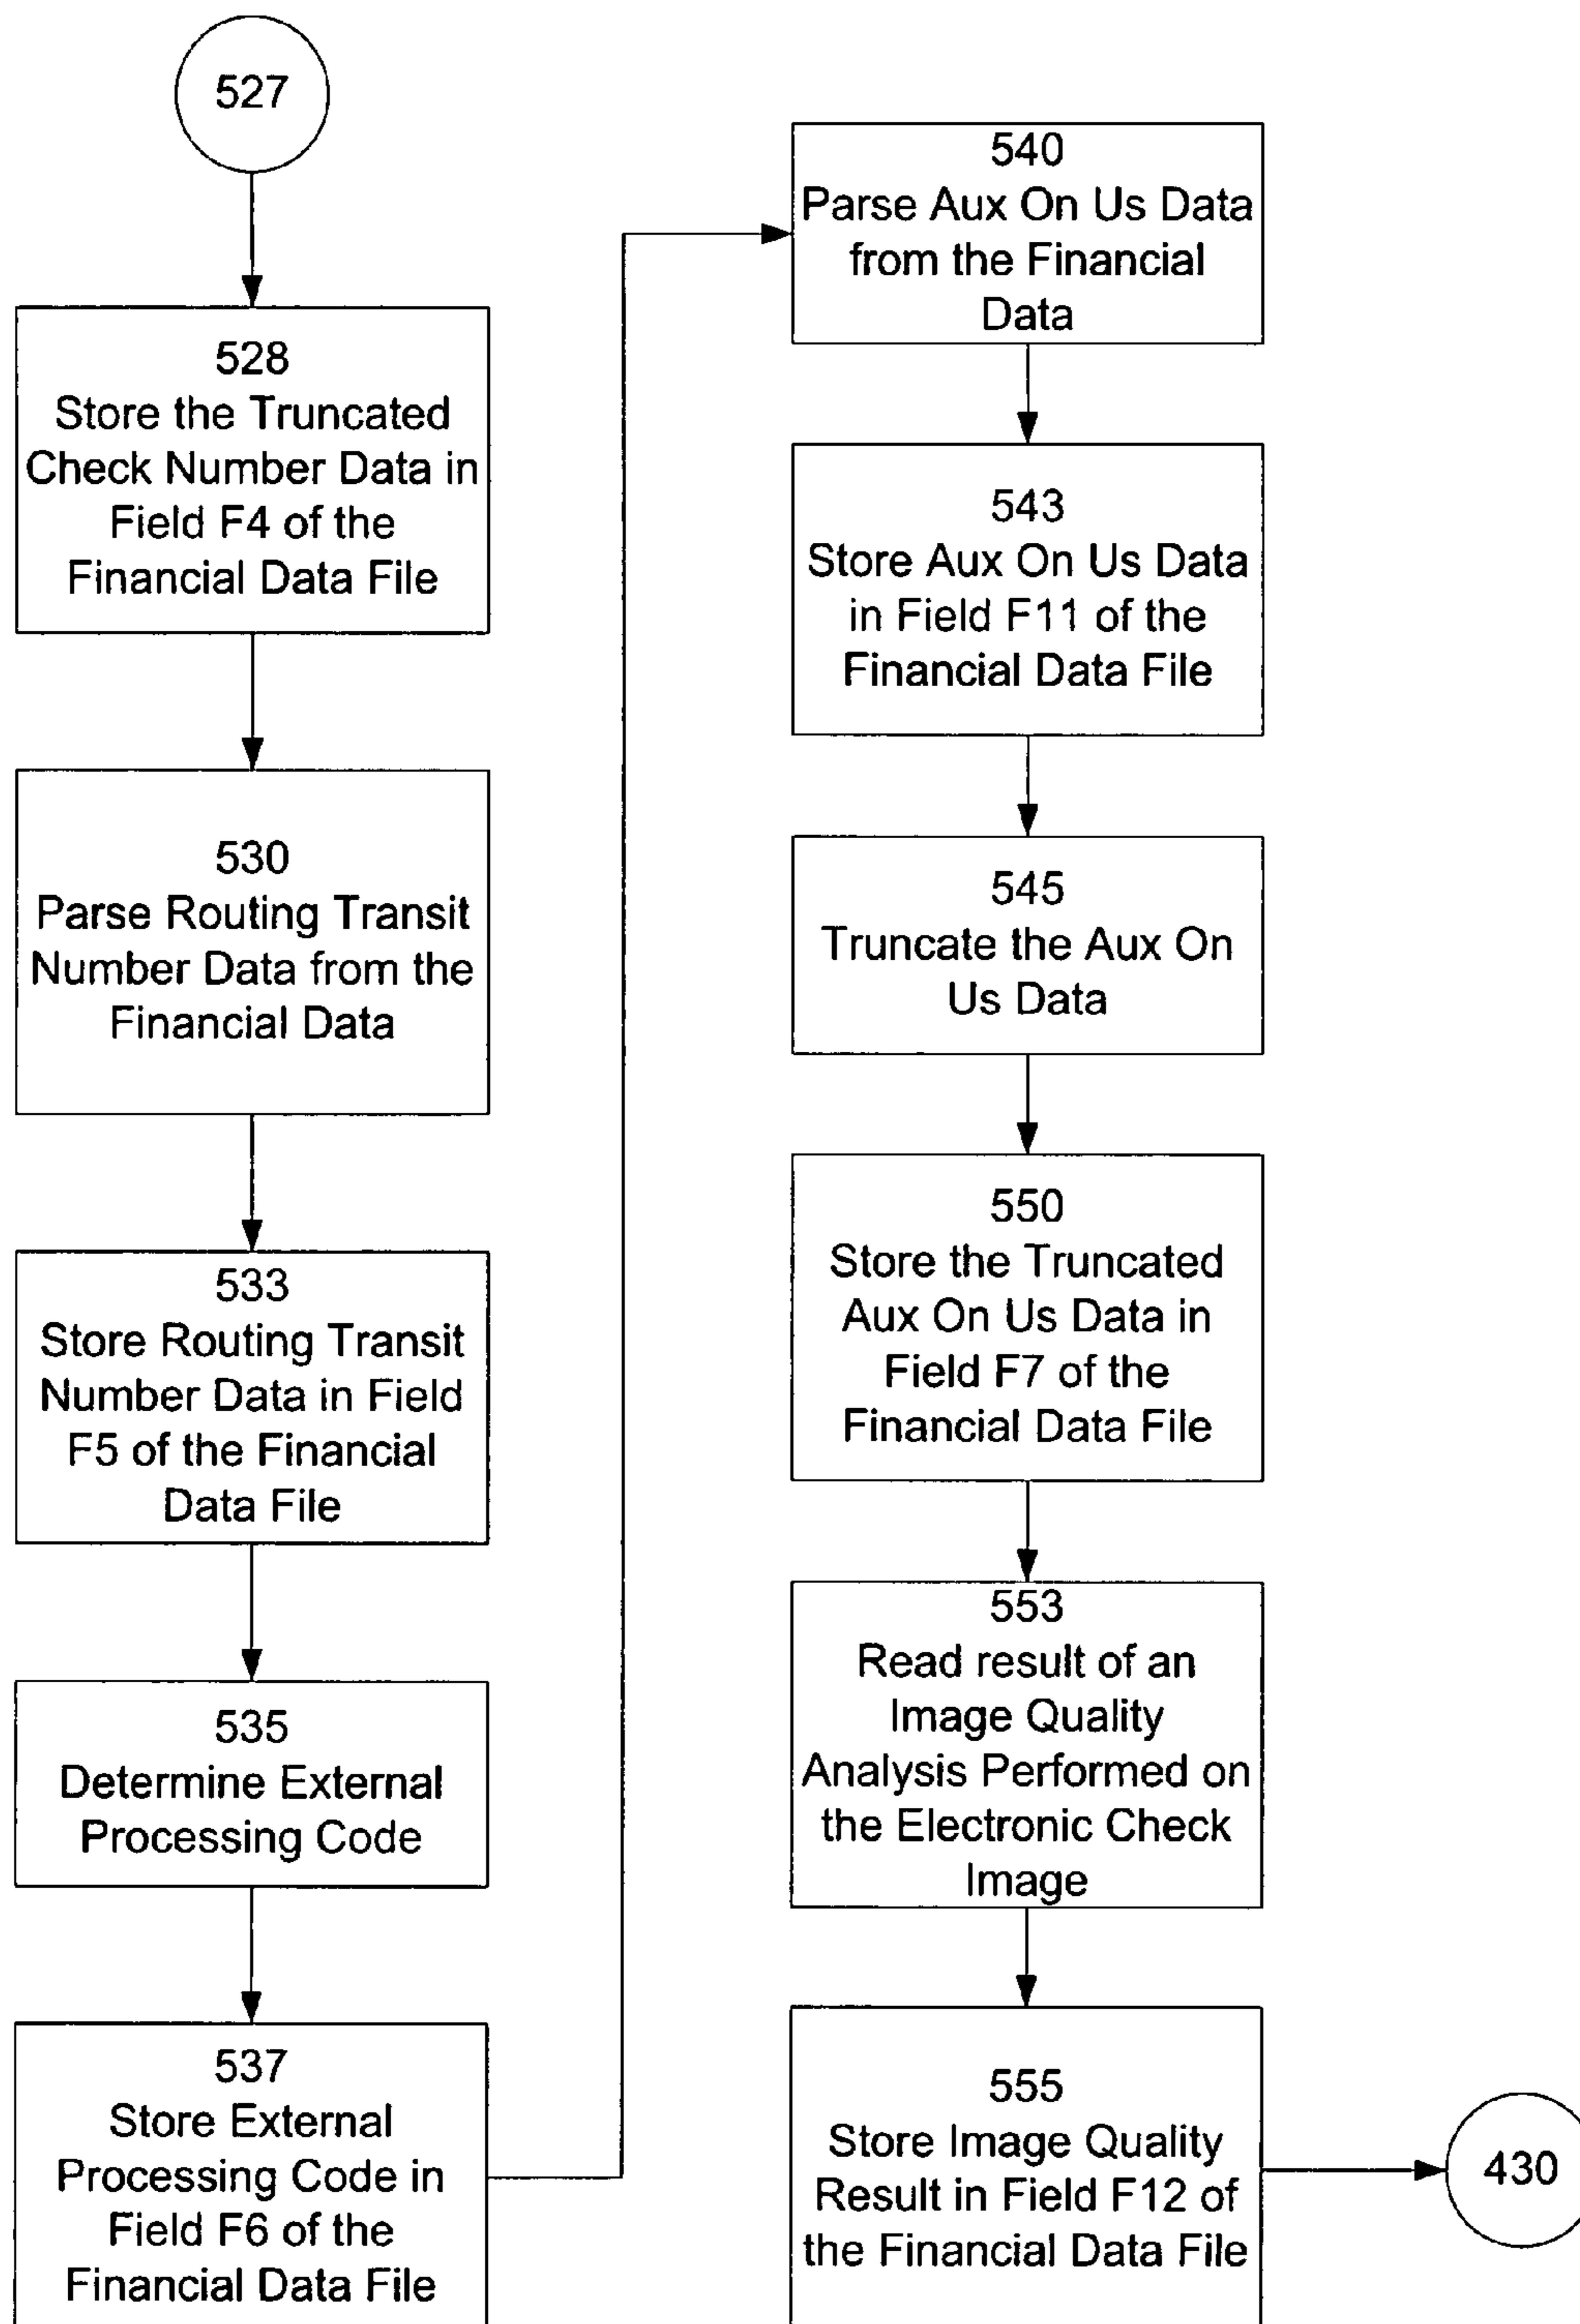 527
528
Store the Truncated
Check Number Data in
Field F4 of the
Financial Data File
530
Parse Routing Transit
Number Data from the
Financial Data
533
Store Routing Transit
Number Data in Field
F5 of the Financial
Data File
535
Determine External
Processing Code
537
Store External
Processing Code in
Field F6 of the
Financial Data File
540
Parse Aux On Us Data
from the Financial
Data
543
Store Aux On Us Data
in Field F11 of the
Financial Data File
545
Truncate the Aux On
Us Data
550
Store the Truncated
Aux On Us Data in
Field F7 of the
Financial Data File
553
Read result of an
Image Quality
Analysis Performed on
the Electronic Check
Image
555
Store Image Quality
Result in Field F12 of
the Financial Data File
430